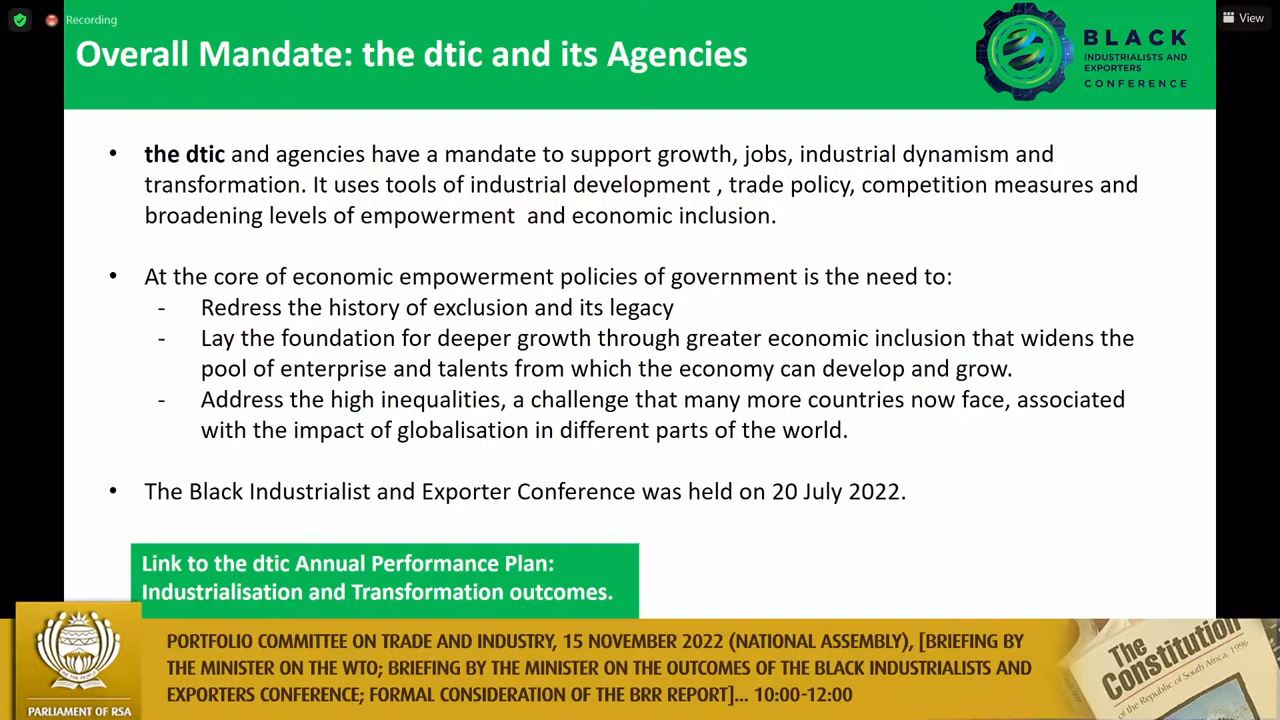 Recording
View
Overall Mandate: the dtic and its Agencies
BLACK
INDUSTRIALISTS AND
EXPORTERS
CONFERENCE
• the dtic and agencies have a mandate to support growth, jobs, industrial dynamism and
transformation. It uses tools of industrial development , trade policy, competition measures and
broadening levels of empowerment and economic inclusion.
• At the core of economic empowerment policies of government is the need to:
- Redress the history of exclusion and its legacy
- Lay the foundation for deeper growth through greater economic inclusion that widens the
pool of enterprise and talents from which the economy can develop and grow.
- Address the high inequalities, a challenge that many more countries now face, associated
with the impact of globalisation in different parts of the world.
• The Black Industrialist and Exporter Conference was held on 20 July 2022.
Link to the dtic Annual Performance Plan:
Industrialisation and Transformation outcomes.
PORTFOLIO COMMITTEE ON TRADE AND INDUSTRY, 15 NOVEMBER 2022 (NATIONAL ASSEMBLY), [BRIEFING BY
THE MINISTER ON THE WTO; BRIEFING BY THE MINISTER ON THE OUTCOMES OF THE BLACK INDUSTRIALISTS AND
EXPORTERS CONFERENCE; FORMAL CONSIDERATION OF THE BRR REPORT]... 10:00-12:00
PARLIAMENT OF RSA
The
Constitution
of the Republic of South Africa, 1996